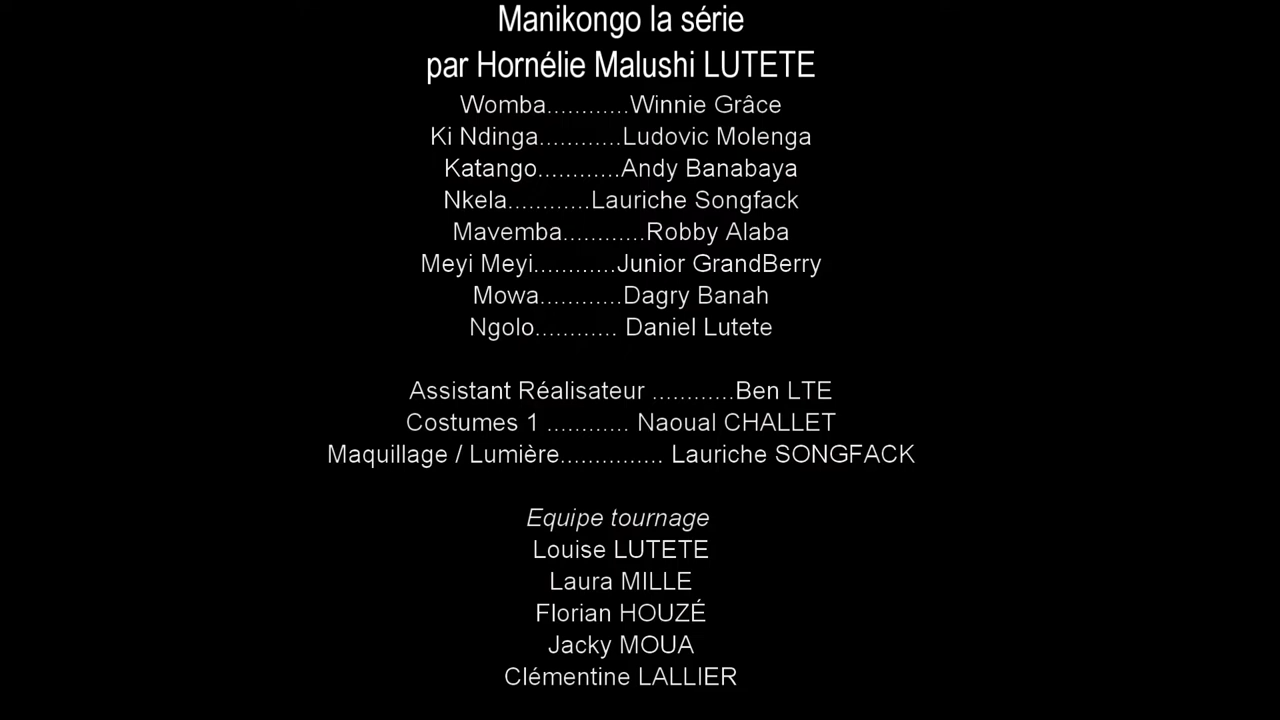 Manikongo la série
par Hornélie Malushi LUTETE
Womba............Winnie Grâce
Ki Ndinga............Ludovic Molenga
Katango............Andy Banabaya
Nkela............Lauriche Songfack
Mavemba............Robby Alaba
Meyi Meyi............Junior GrandBerry
Mowa............Dagry Banah
Ngolo............ Daniel Lutete
Assistant Réalisateur ............Ben LTE
Costumes 1 ............ Naoual CHALLET
Maquillage / Lumière............... Lauriche SONGFACK
Equipe tournage
Louise LUTETE
Laura MILLE
Florian HOUZÉ
Jacky MOUA
Clémentine LALLIER